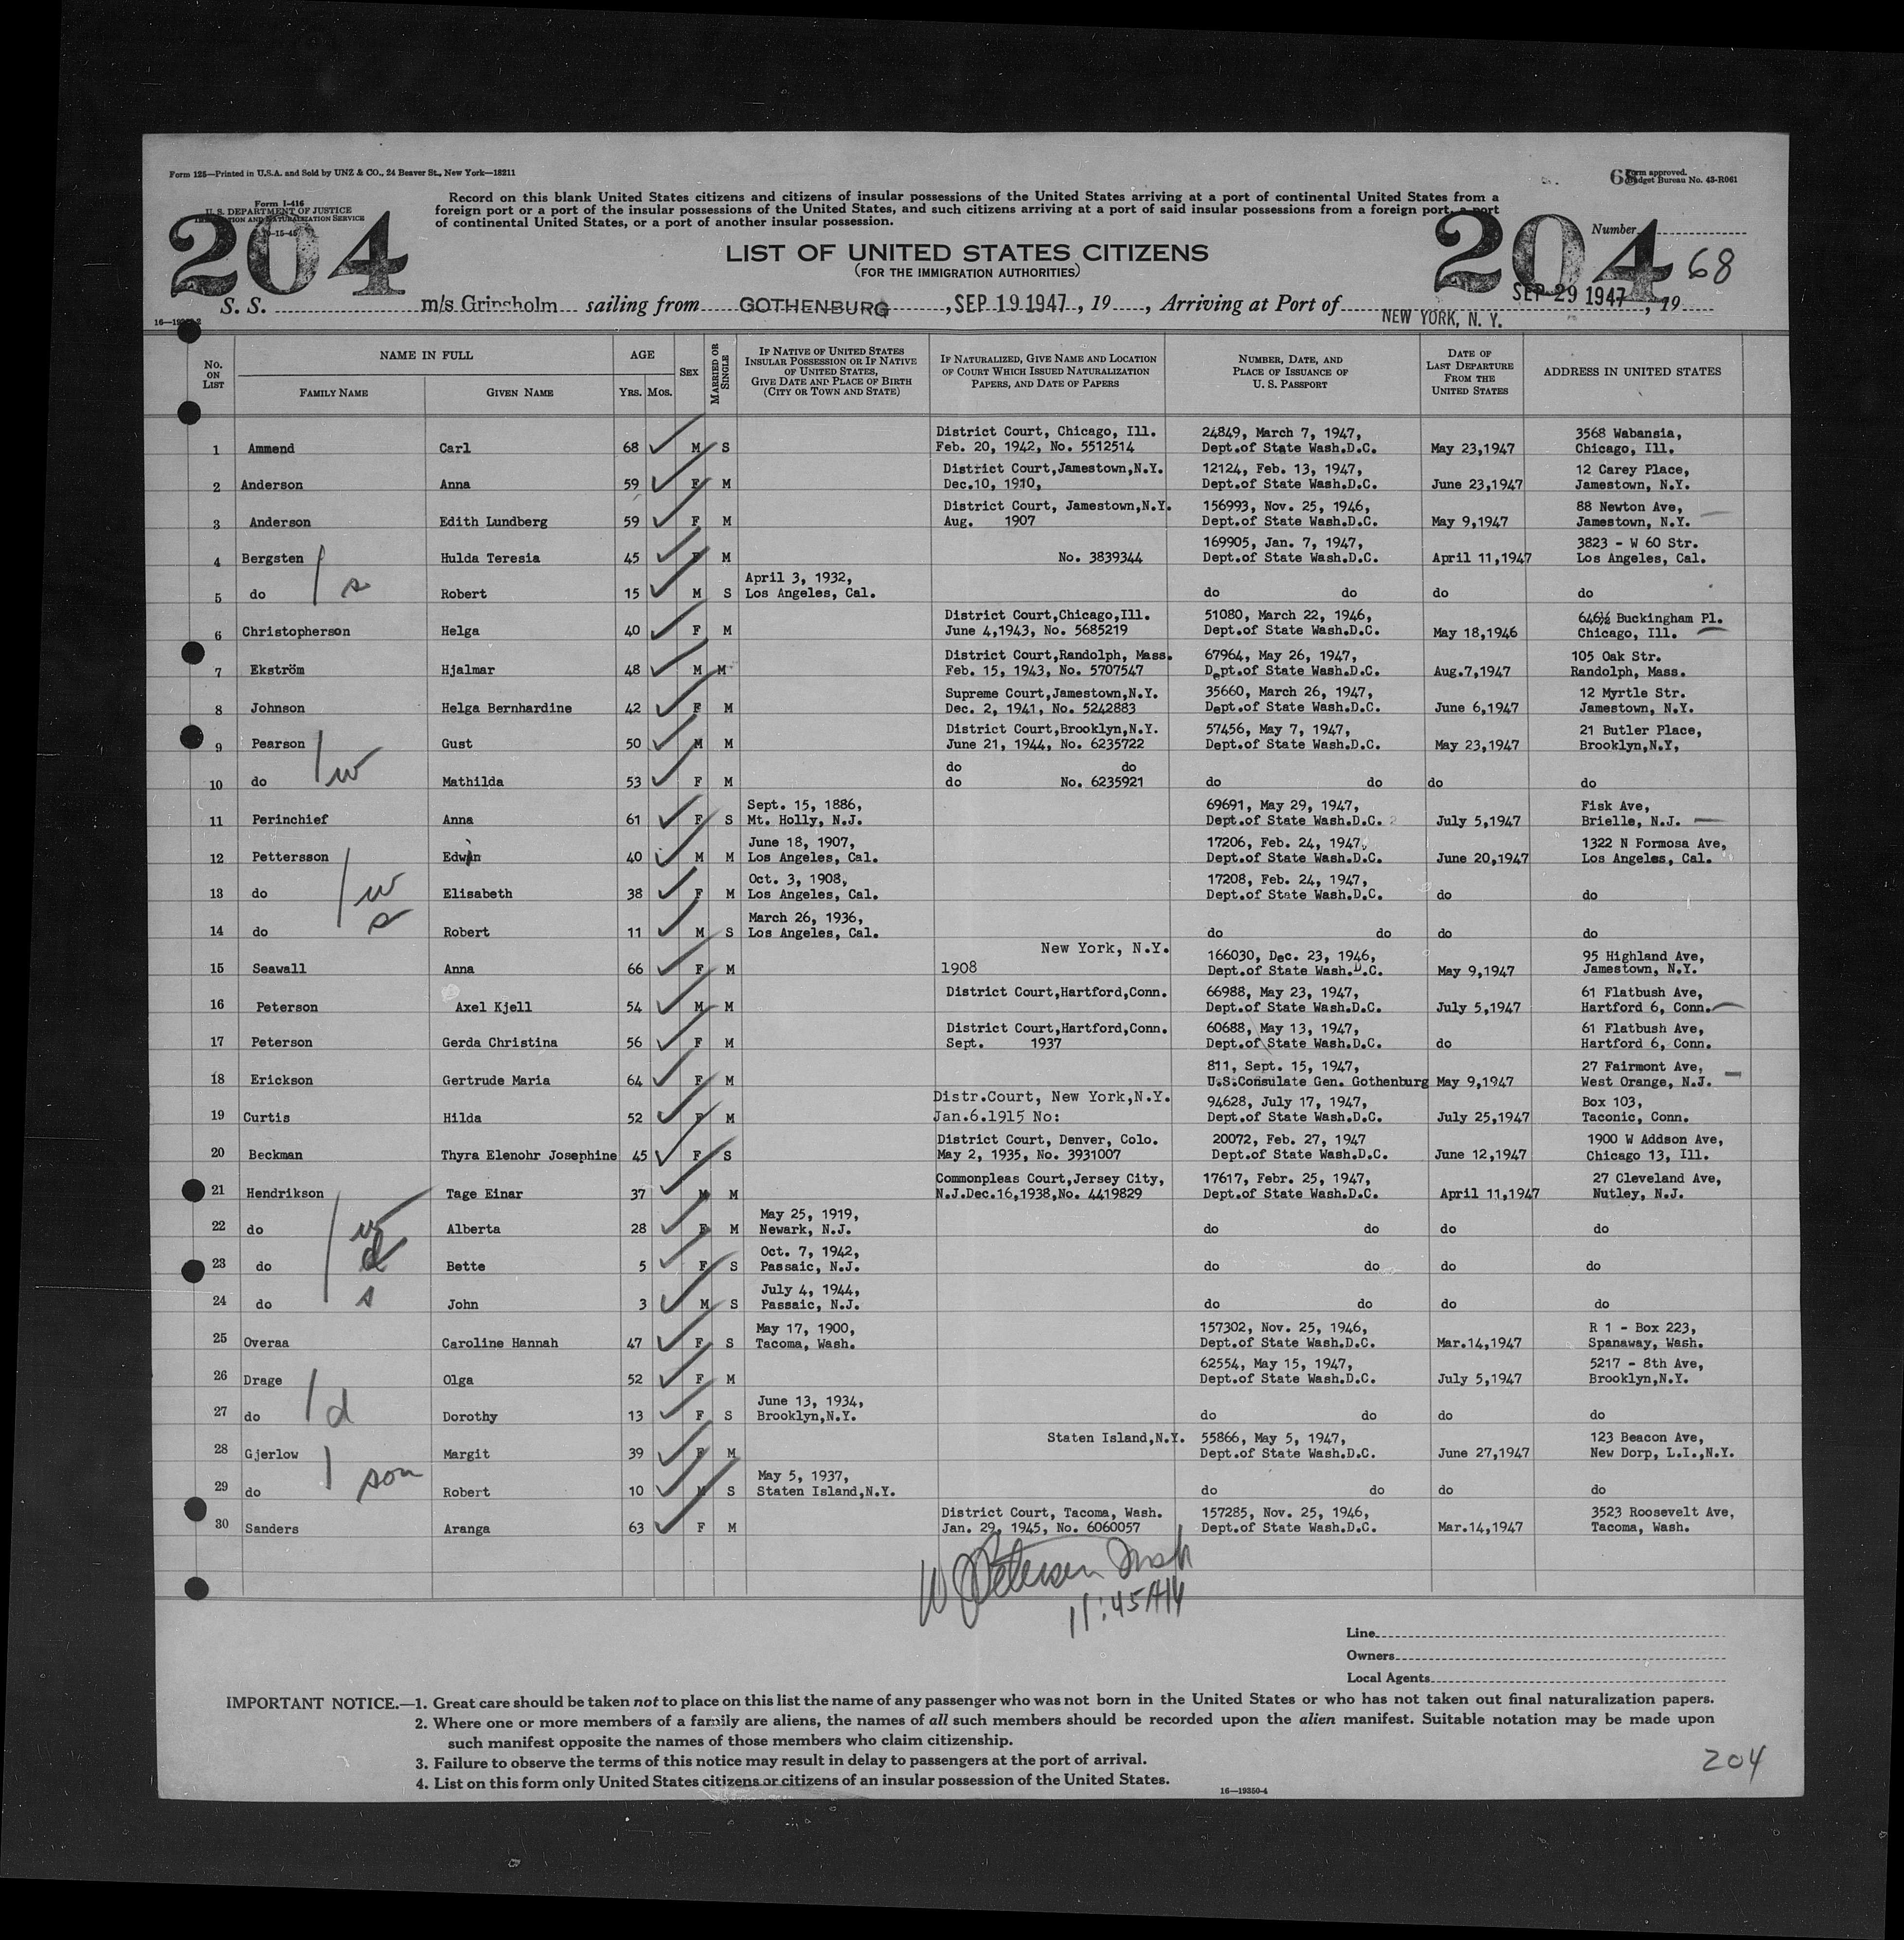 Form 125—Printed in U.S.A. and Sold by UNZ & CO., 24 Beaver St., New York—18211
68
Form approved.
Budget Bureau No. 43-R061
Form I-416
U. S. DEPARTMENT OF JUSTICE
IMMIGRATION AND NATURALIZATION SERVICE
204
Record on this blank United States citizens and citizens of insular possessions of the United States arriving at a port of continental United States from a
foreign port or a port of the insular possessions of the United States, and such citizens arriving at a port of said insular possessions from a foreign port, a port
of continental United States, or a port of another insular possession.
204
Number
68
LIST OF UNITED STATES CITIZENS
(FOR THE IMMIGRATION AUTHORITIES)
S. S. m/s Gripsholm sailing from GOTHENBURG, SEP 19 1947, 19, Arriving at Port of NEW YORK, N. Y. SEP 29 1947, 19
No. ON LIST NAME IN FULL FAMILY NAME GIVEN NAME AGE Yrs. Mos. SEX MARRIED OR SINGLE IF NATIVE OF UNITED STATES INSULAR POSSESSION OR IF NATIVE OF UNITED STATES, GIVE DATE AND PLACE OF BIRTH (CITY OR TOWN AND STATE) IF NATURALIZED, GIVE NAME AND LOCATION OF COURT WHICH ISSUED NATURALIZATION PAPERS, AND DATE OF PAPERS NUMBER, DATE, AND PLACE OF ISSUANCE OF U. S. PASSPORT DATE OF LAST DEPARTURE FROM THE UNITED STATES ADDRESS IN UNITED STATES
District Court, Chicago, Ill. 24849, March 7, 1947, 3568 Wabansia,
1 Ammend Carl 68 M S Feb. 20, 1942, No. 5512514 Dept.of State Wash.D.C. May 23,1947 Chicago, Ill.
District Court,Jamestown,N.Y. 12124, Feb. 13, 1947, 12 Carey Place,
2 Anderson Anna 59 F M Dec.10, 1910, Dept.of State Wash.D.C. June 23,1947 Jamestown, N.Y.
District Court, Jamestown,N.Y. 156993, Nov. 25, 1946, 88 Newton Ave,
3 Anderson Edith Lundberg 59 F M Aug. 1907 Dept.of State Wash.D.C. May 9,1947 Jamestown, N.Y.
169905, Jan. 7, 1947, 3823 - W 60 Str.
4 Bergsten Hulda Teresia 45 F M No. 3839344 Dept.of State Wash.D.C. April 11,1947 Los Angeles, Cal.
April 3, 1932,
5 do s Robert 15 M S Los Angeles, Cal. do do do do
District Court,Chicago,Ill. 51080, March 22, 1946, 646½ Buckingham Pl.
6 Christopherson Helga 40 F M June 4,1943, No. 5685219 Dept.of State Wash.D.C. May 18,1946 Chicago, Ill.
District Court,Randolph, Mass. 67964, May 26, 1947, 105 Oak Str.
7 Ekström Hjalmar 48 M M Feb. 15, 1943, No. 5707547 Dept.of State Wash.D.C. Aug.7,1947 Randolph, Mass.
Supreme Court,Jamestown,N.Y. 35660, March 26, 1947, 12 Myrtle Str.
8 Johnson Helga Bernhardine 42 F M Dec. 2, 1941, No. 5242883 Dept.of State Wash.D.C. June 6,1947 Jamestown, N.Y.
District Court,Brooklyn,N.Y. 57456, May 7, 1947, 21 Butler Place,
9 Pearson Gust 50 M M June 21, 1944, No. 6235722 Dept.of State Wash.D.C. May 23,1947 Brooklyn,N.Y,
do do
10 do w Mathilda 53 F M do No. 6235921 do do do do
Sept. 15, 1886, 69691, May 29, 1947, Fisk Ave,
11 Perinchief Anna 61 F S Mt. Holly, N.J. Dept.of State Wash.D.C. July 5,1947 Brielle, N.J.
June 18, 1907, 17206, Feb. 24, 1947, 1322 N Formosa Ave,
12 Pettersson Edwin 40 M M Los Angeles, Cal. Dept.of State Wash.D.C. June 20,1947 Los Angeles, Cal.
Oct. 3, 1908, 17208, Feb. 24, 1947,
13 do w Elisabeth 38 F M Los Angeles, Cal. Dept.of State Wash.D.C. do do
March 26, 1936,
14 do s Robert 11 M S Los Angeles, Cal. do do do do
New York, N.Y. 166030, Dec. 23, 1946, 95 Highland Ave,
15 Seawall Anna 66 F M 1908 Dept.of State Wash.D.C. May 9,1947 Jamestown, N.Y.
District Court,Hartford,Conn. 66988, May 23, 1947, 61 Flatbush Ave,
16 Peterson Axel Kjell 54 M M Dept.of State Wash.D.C. July 5,1947 Hartford 6, Conn.
District Court,Hartford,Conn. 60688, May 13, 1947, 61 Flatbush Ave,
17 Peterson Gerda Christina 56 F M Sept. 1937 Dept.of State Wash.D.C. do Hartford 6, Conn.
811, Sept. 15, 1947, 27 Fairmont Ave,
18 Erickson Gertrude Maria 64 F M U.S.Consulate Gen. Gothenburg May 9,1947 West Orange, N.J.
Distr.Court, New York,N.Y. 94628, July 17, 1947, Box 103,
19 Curtis Hilda 52 F M Jan.6.1915 No: Dept.of State Wash.D.C. July 25,1947 Taconic, Conn.
District Court, Denver, Colo. 20072, Feb. 27, 1947 1900 W Addson Ave,
20 Beckman Thyra Elenohr Josephine 45 F S May 2, 1935, No. 3931007 Dept.of State Wash.D.C. June 12,1947 Chicago 13, Ill.
Commonpleas Court,Jersey City, 17617, Febr. 25, 1947, 27 Cleveland Ave,
21 Hendrikson Tage Einar 37 M M N.J.Dec.16,1938,No. 4419829 Dept.of State Wash.D.C. April 11,1947 Nutley, N.J.
May 25, 1919,
22 do w Alberta 28 F M Newark, N.J. do do do do
Oct. 7, 1942,
23 do d Bette 5 F S Passaic, N.J. do do do do
July 4, 1944,
24 do s John 3 M S Passaic, N.J. do do do do
May 17, 1900, 157302, Nov. 25, 1946, R 1 - Box 223,
25 Overaa Caroline Hannah 47 F S Tacoma, Wash. Dept.of State Wash.D.C. Mar.14,1947 Spanaway, Wash.
62554, May 15, 1947, 5217 - 8th Ave,
26 Drage Olga 52 F M Dept.of State Wash.D.C. July 5,1947 Brooklyn,N.Y.
June 13, 1934,
27 do d Dorothy 13 F S Brooklyn,N.Y. do do do do
Staten Island,N.Y. 55866, May 5, 1947, 123 Beacon Ave,
28 Gjerlow Margit 39 F M Dept.of State Wash.D.C. June 27,1947 New Dorp, L.I.,N.Y.
May 5, 1937,
29 do son Robert 10 M S Staten Island,N.Y. do do do do
District Court, Tacoma, Wash. 157285, Nov. 25, 1946, 3523 Roosevelt Ave,
30 Sanders Aranga 63 F M Jan. 29, 1945, No. 6060057 Dept.of State Wash.D.C. Mar.14,1947 Tacoma, Wash.
11:45AM
Line
Owners
Local Agents
IMPORTANT NOTICE.—1. Great care should be taken not to place on this list the name of any passenger who was not born in the United States or who has not taken out final naturalization papers.
2. Where one or more members of a family are aliens, the names of all such members should be recorded upon the alien manifest. Suitable notation may be made upon
such manifest opposite the names of those members who claim citizenship.
3. Failure to observe the terms of this notice may result in delay to passengers at the port of arrival.
4. List on this form only United States citizens or citizens of an insular possession of the United States.
16—19350-4
204